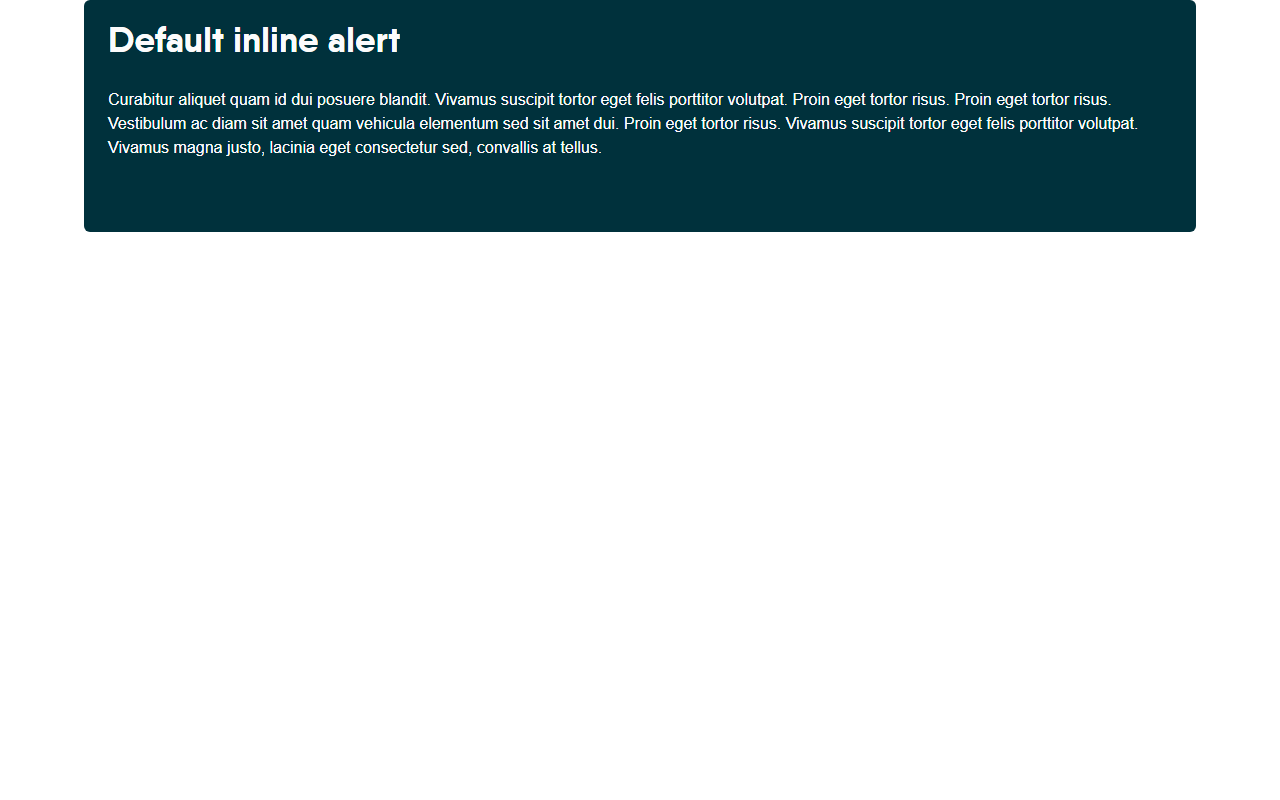 Default inline alert
Curabitur aliquet quam id dui posuere blandit. Vivamus suscipit tortor eget felis porttitor volutpat. Proin eget tortor risus. Proin eget tortor risus.
Vestibulum ac diam sit amet quam vehicula elementum sed sit amet dui. Proin eget tortor risus. Vivamus suscipit tortor eget felis porttitor volutpat.
Vivamus magna justo, lacinia eget consectetur sed, convallis at tellus.